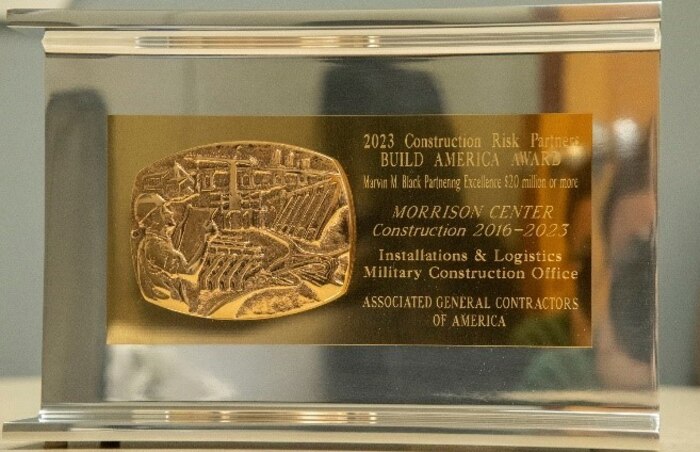 2023 Construction Risk Partners
BUILD AMERICA AWARD
Marvin M. Black Partnering Excellence $20 million or more
MORRISON CENTER
Construction 2016-2023
Installations & Logistics
Military Construction Office
ASSOCIATED GENERAL CONTRACTORS
OF AMERICA